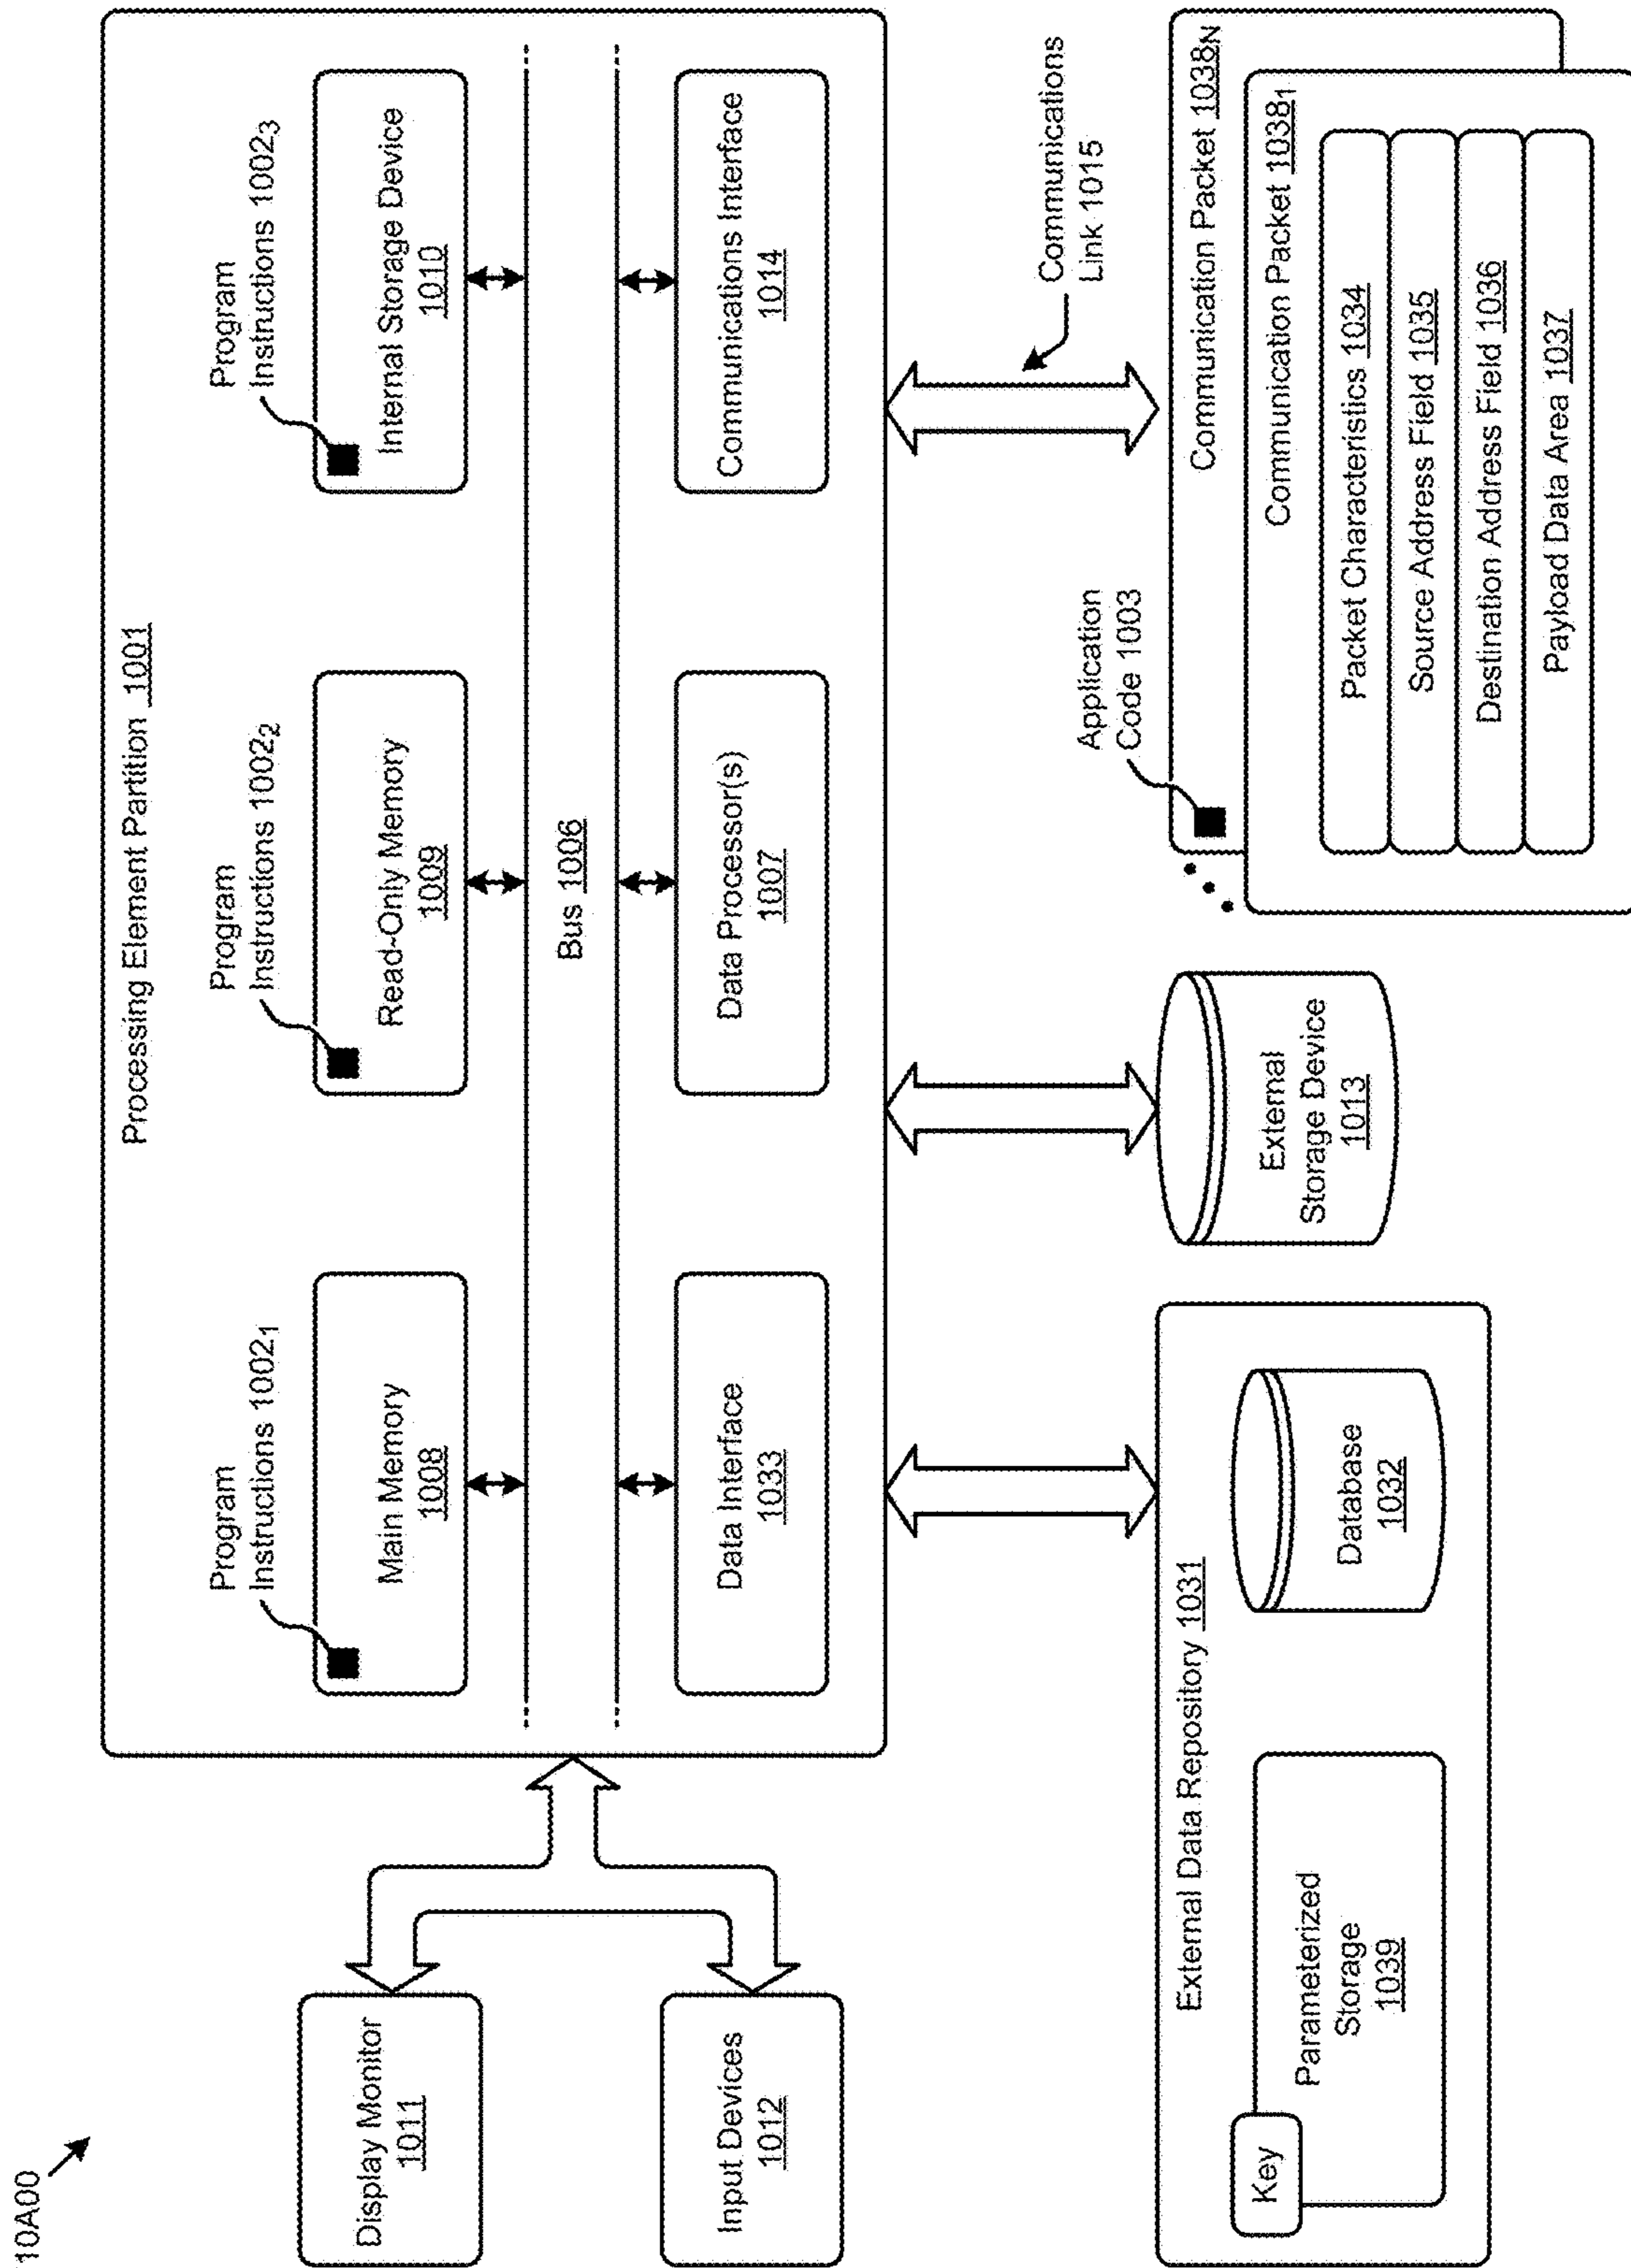 10A00
Processing Element Partition 1001
Program
Instructions 1002₁
Program
Instructions 1002₂
Program
Instructions 1002₃
Display Monitor
1011
Main Memory
1008
Read-Only Memory
1009
Internal Storage Device
1010
Bus 1006
Input Devices
1012
Data Interface
1033
Data Processor(s)
1007
Communications Interface
1014
Communications
Link 1015
Application
Code 1003
External Data Repository 1031
Key
Parameterized
Storage
1039
Database
1032
External
Storage Device
1013
Communication Packet 1038N
Communication Packet 1038₁
Packet Characteristics 1034
Source Address Field 1035
Destination Address Field 1036
Payload Data Area 1037